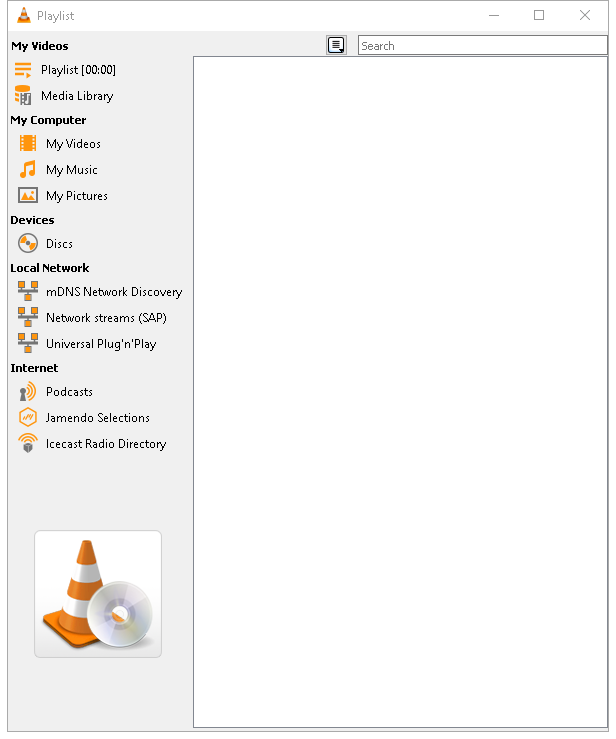 Playlist
My Videos
Search
Playlist [00:00]
Media Library
My Computer
My Videos
My Music
My Pictures
Devices
Discs
Local Network
mDNS Network Discovery
Network streams (SAP)
Universal Plug'n'Play
Internet
Podcasts
Jamendo Selections
Icecast Radio Directory